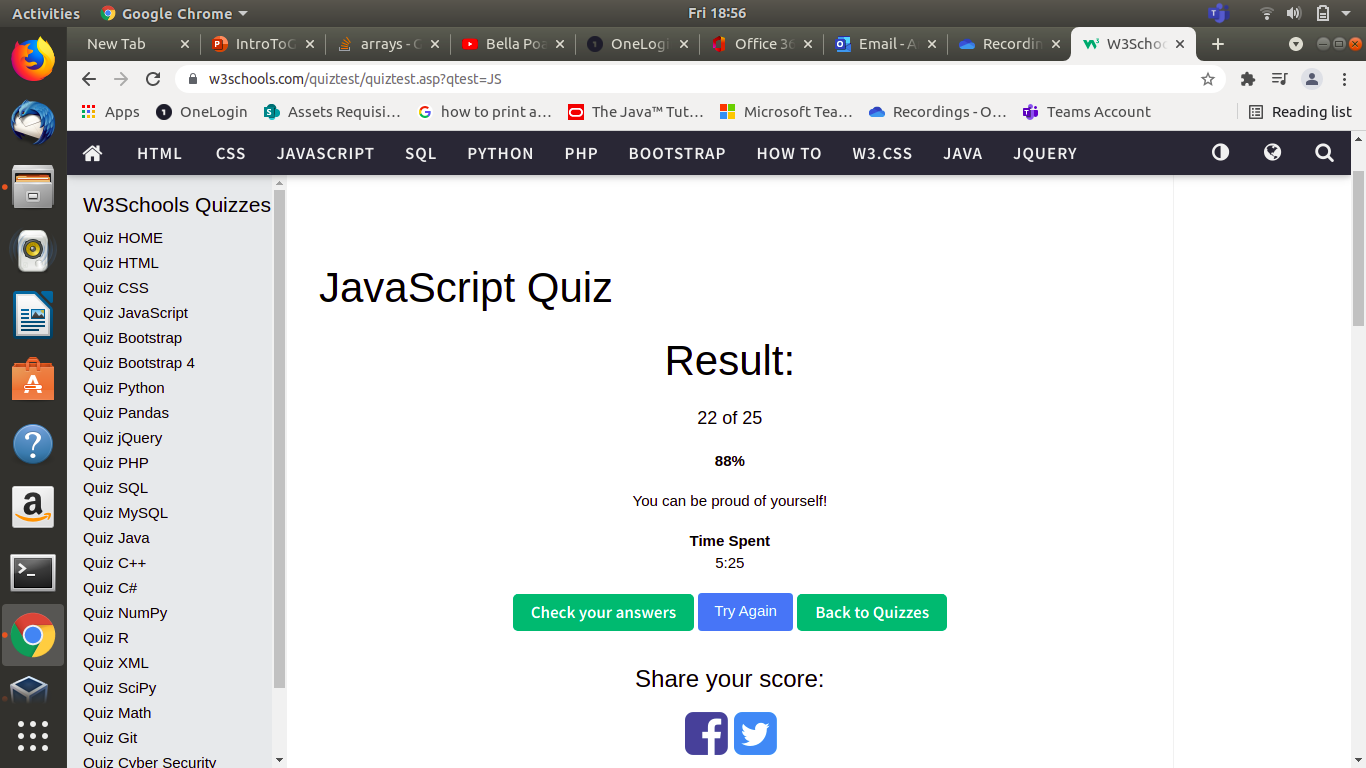 Activities
Google Chrome
Fri 18:56
New Tab
IntroToG
arrays - C
Bella Poa
OneLogi
Office 36
Email - A
Recordin
W3Schoo
w3schools.com/quiztest/quiztest.asp?qtest=JS
Apps
OneLogin
Assets Requisi...
how to print a...
The Java™ Tut...
Microsoft Tea...
Recordings - O...
Teams Account
Reading list
HTML
CSS
JAVASCRIPT
SQL
PYTHON
PHP
BOOTSTRAP
HOW TO
W3.CSS
JAVA
JQUERY
W3Schools Quizzes
Quiz HOME
Quiz HTML
Quiz CSS
Quiz JavaScript
Quiz Bootstrap
Quiz Bootstrap 4
Quiz Python
Quiz Pandas
Quiz jQuery
Quiz PHP
Quiz SQL
Quiz MySQL
Quiz Java
Quiz C++
Quiz C#
Quiz NumPy
Quiz R
Quiz XML
Quiz SciPy
Quiz Math
Quiz Git
Quiz Cyber Security
JavaScript Quiz
Result:
22 of 25
88%
You can be proud of yourself!
Time Spent
5:25
Check your answers
Try Again
Back to Quizzes
Share your score: